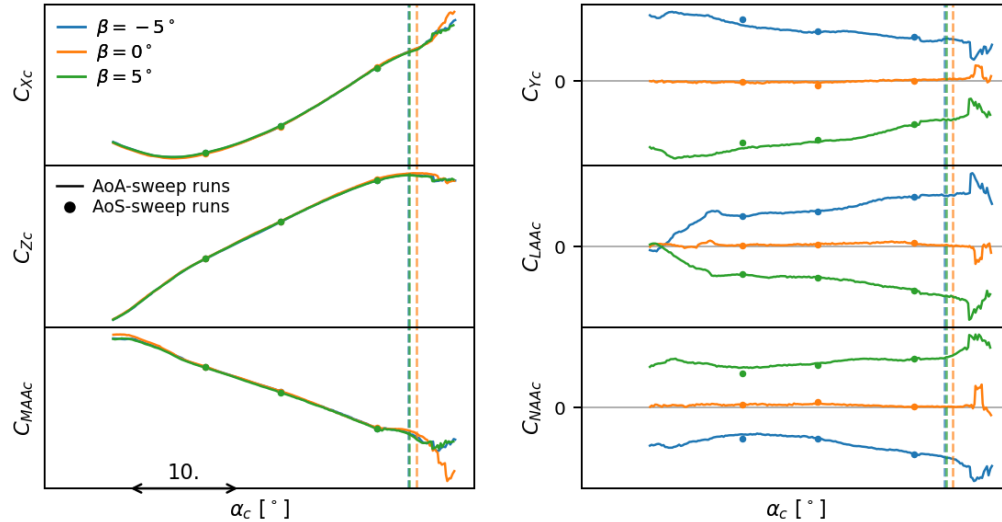 β = −5°
β = 0°
β = 5°
C_Xc
C_Yc
0
AoA-sweep runs
AoS-sweep runs
C_Zc
C_LAAc
0
C_MAAc
C_NAAc
0
10.
α_c [°]
α_c [°]